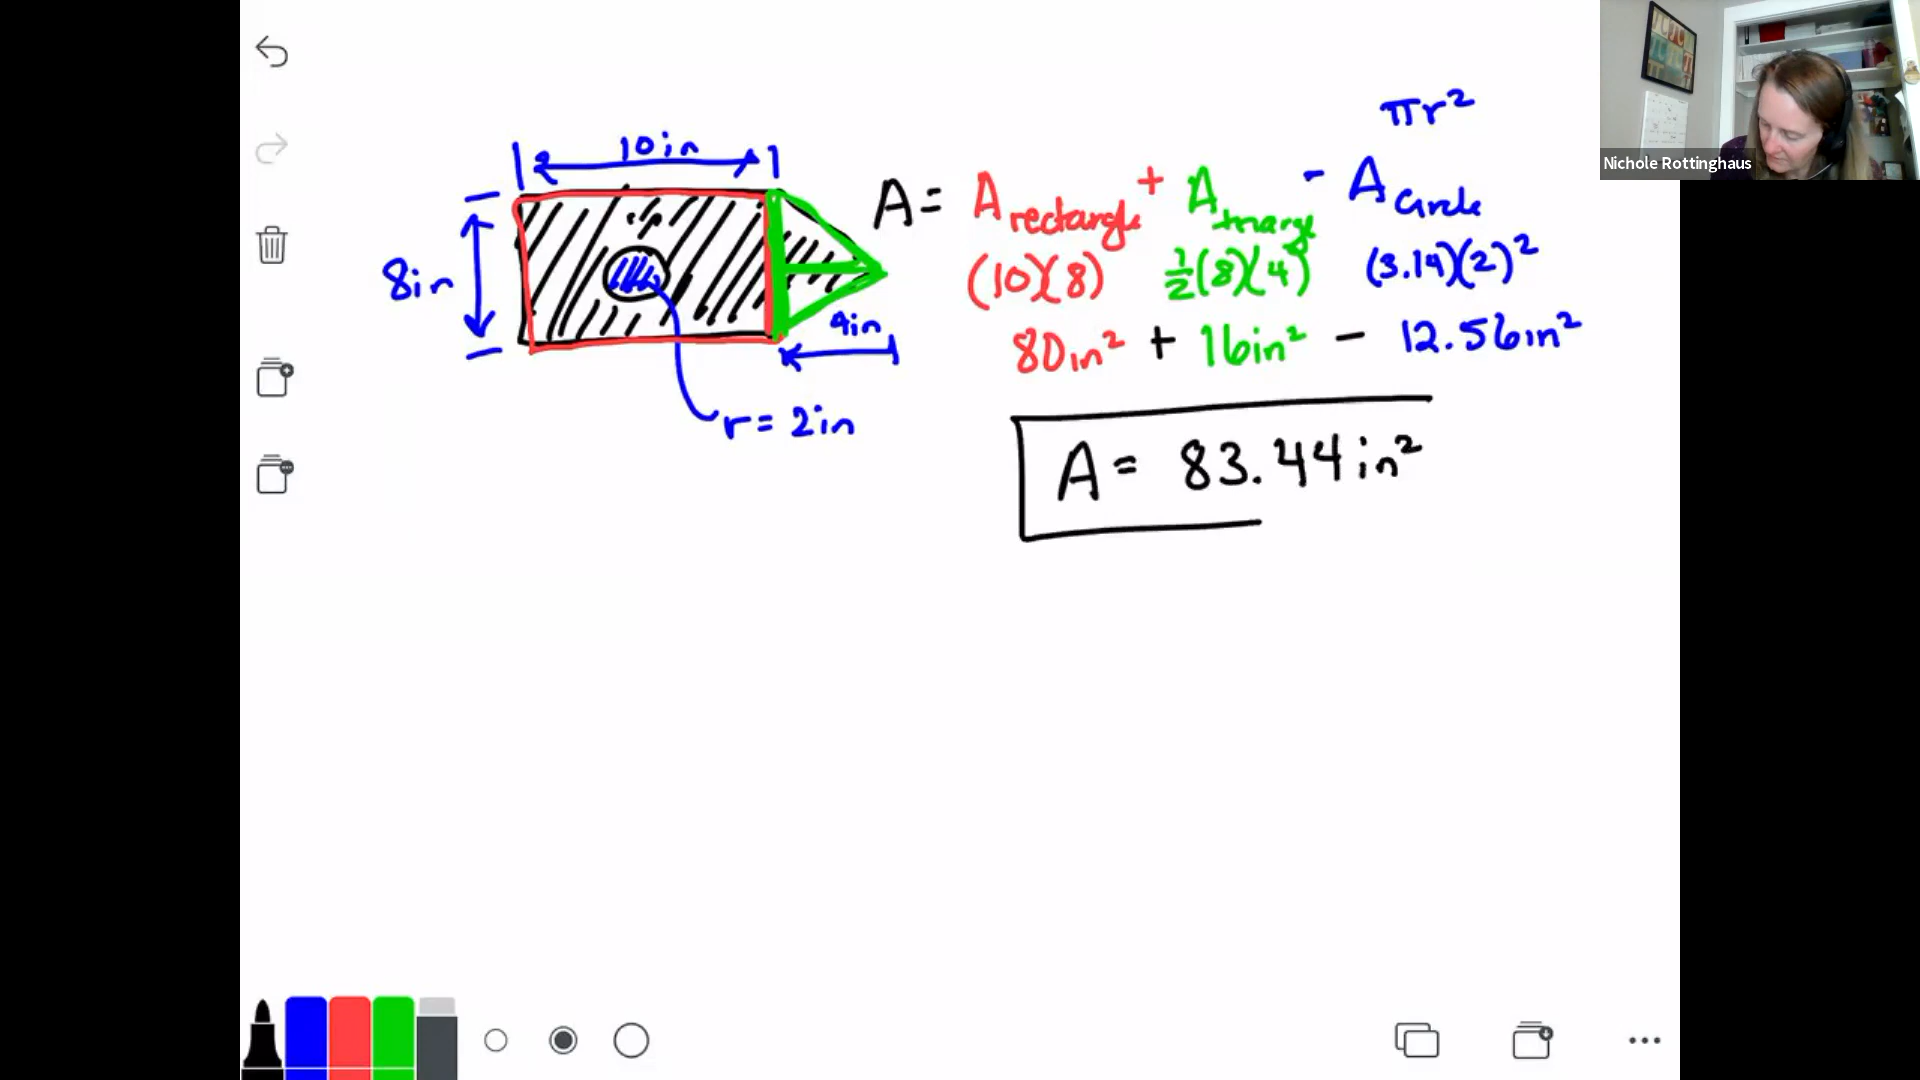 πr²
Nichole Rottinghaus
10in
A = A rectangle + A triangle - A circle
8in
(10)(8) ½(8)(4) (3.14)(2)²
4in
80in² + 16in² - 12.56in²
r = 2in
A = 83.44in²